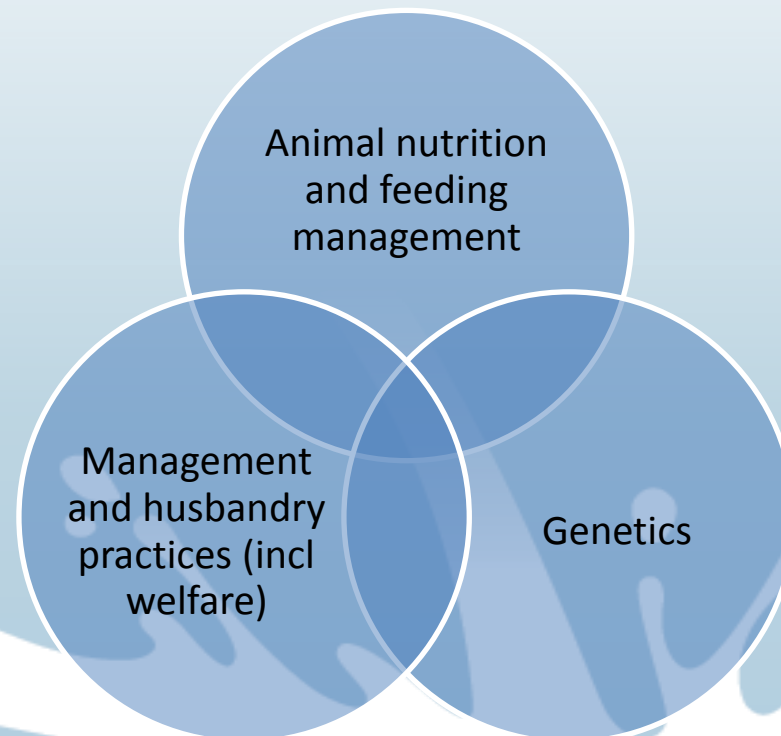 Animal nutrition
and feeding
management
Management
and husbandry
practices (incl
welfare)
Genetics